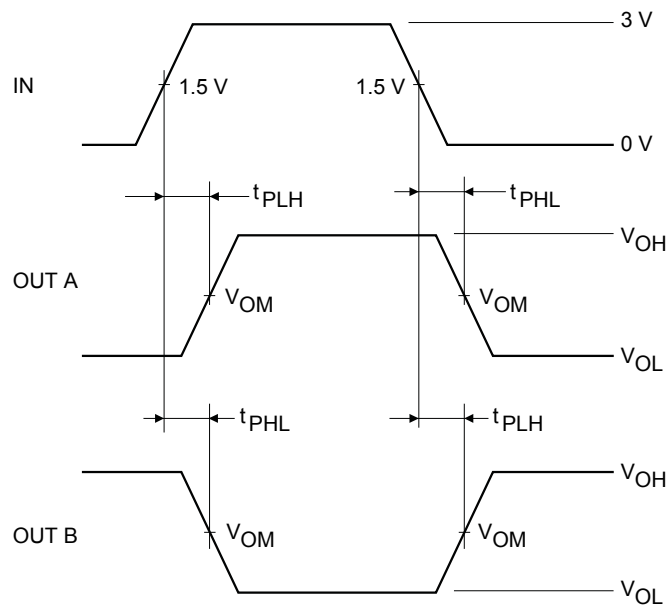 3 V
IN
1.5 V
1.5 V
0 V
tPLH
tPHL
VOH
OUT A
VOM
VOM
VOL
tPHL
tPLH
VOH
OUT B
VOM
VOM
VOL